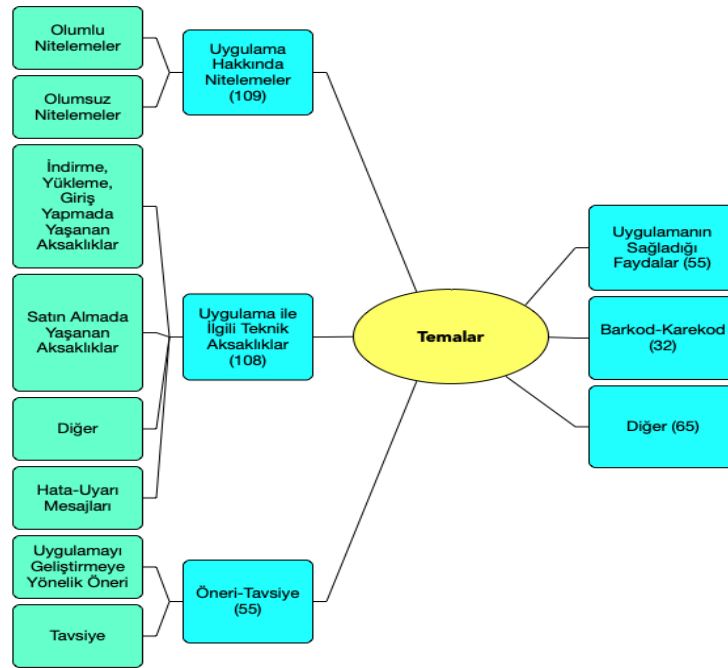 Olumlu
Nitelemeler
Olumsuz
Nitelemeler
Uygulama
Hakkında
Nitelemeler
(109)
İndirme,
Yükleme,
Giriş
Yapmada
Yaşanan
Aksaklıklar
Satın Almada
Yaşanan
Aksaklıklar
Diğer
Hata-Uyarı
Mesajları
Uygulama ile
İlgili Teknik
Aksaklıklar
(108)
Uygulamayı
Geliştirmeye
Yönelik Öneri
Tavsiye
Öneri-Tavsiye
(55)
Temalar
Uygulamanın
Sağladığı
Faydalar (55)
Barkod-Karekod
(32)
Diğer (65)